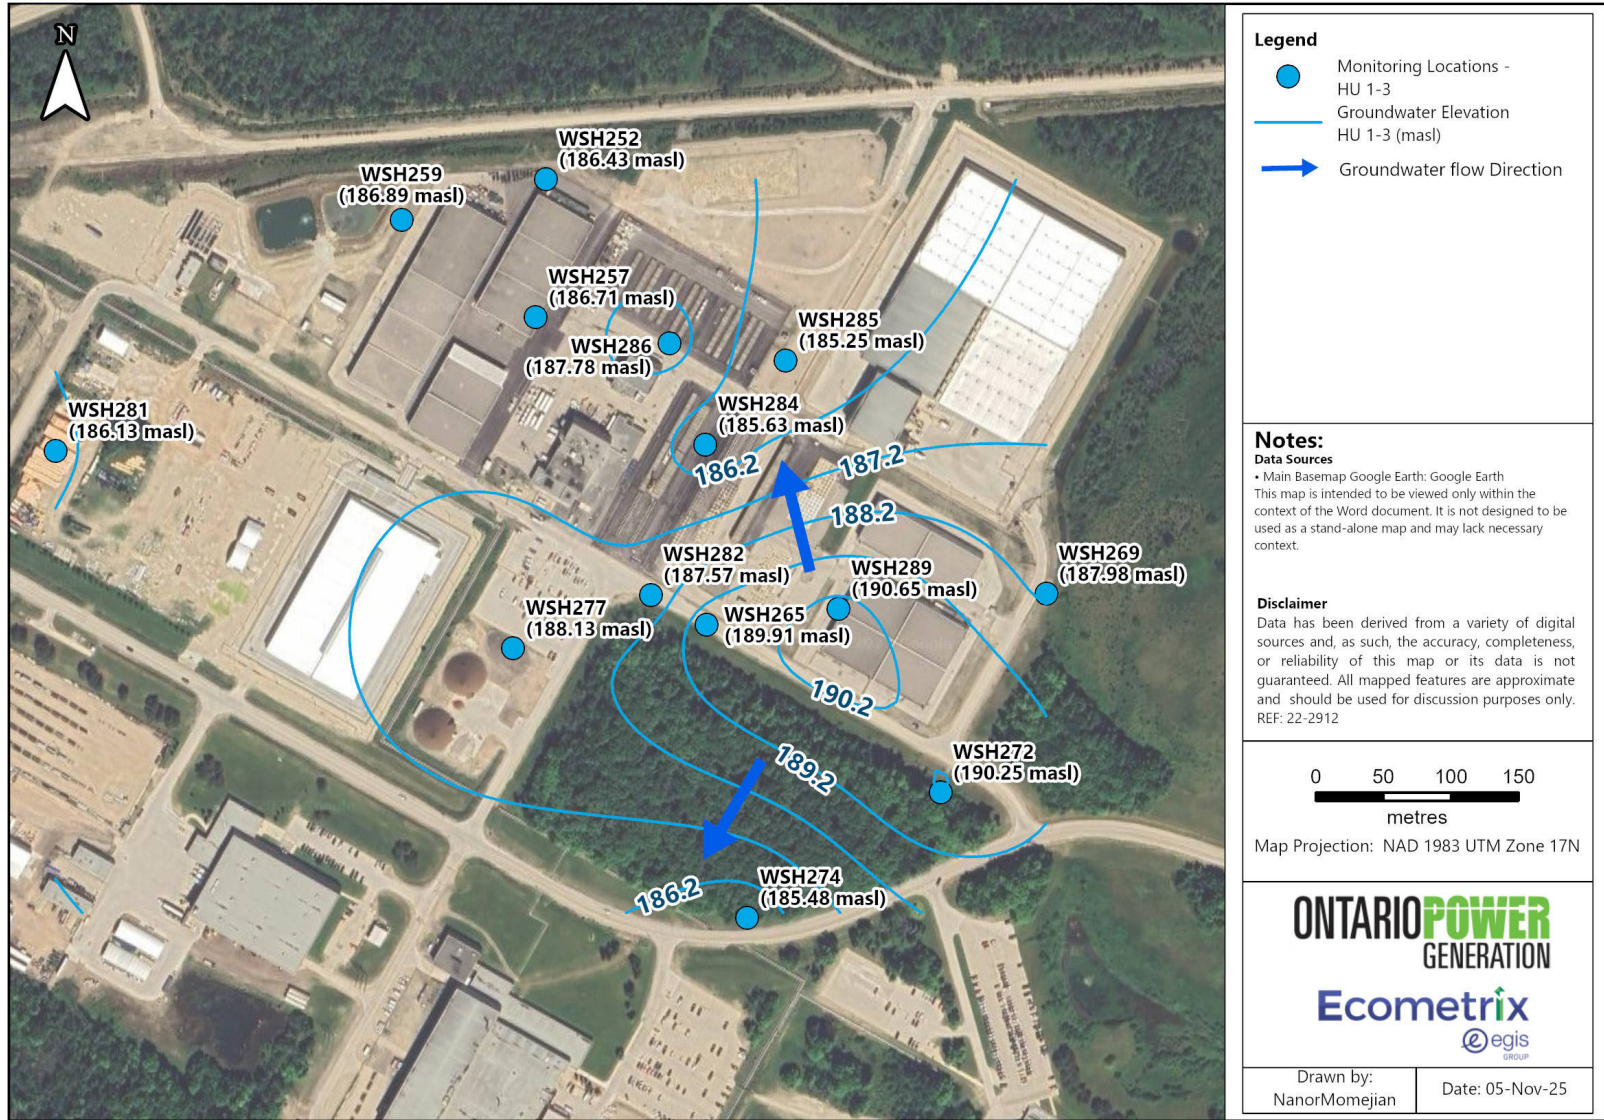 N
WSH252
(186.43 masl)
WSH259
(186.89 masl)
WSH257
(186.71 masl)
WSH286
(187.78 masl)
WSH285
(185.25 masl)
WSH284
(185.63 masl)
WSH281
(186.13 masl)
186.2
187.2
188.2
WSH282
(187.57 masl)
WSH289
(190.65 masl)
WSH269
(187.98 masl)
WSH277
(188.13 masl)
WSH265
(189.91 masl)
190.2
189.2
WSH272
(190.25 masl)
186.2
WSH274
(185.48 masl)
Legend
Monitoring Locations -
HU 1-3
Groundwater Elevation
HU 1-3 (masl)
Groundwater flow Direction
Notes:
Data Sources
• Main Basemap Google Earth: Google Earth
This map is intended to be viewed only within the
context of the Word document. It is not designed to be
used as a stand-alone map and may lack necessary
context.
Disclaimer
Data has been derived from a variety of digital
sources and, as such, the accuracy, completeness,
or reliability of this map or its data is not
guaranteed. All mapped features are approximate
and should be used for discussion purposes only.
REF: 22-2912
0 50 100 150
metres
Map Projection: NAD 1983 UTM Zone 17N
ONTARIOPOWER
GENERATION
Ecometrix
egis
GROUP
Drawn by:
NanorMomejian
Date: 05-Nov-25